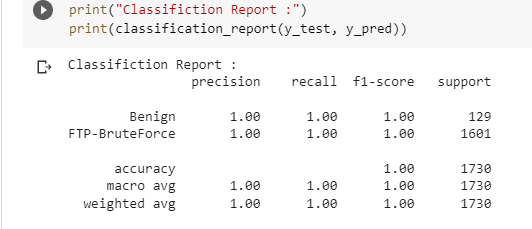 print("Classifiction Report :")
print(classification_report(y_test, y_pred))
Classifiction Report :
precision recall f1-score support
Benign 1.00 1.00 1.00 129
FTP-BruteForce 1.00 1.00 1.00 1601
accuracy 1.00 1730
macro avg 1.00 1.00 1.00 1730
weighted avg 1.00 1.00 1.00 1730